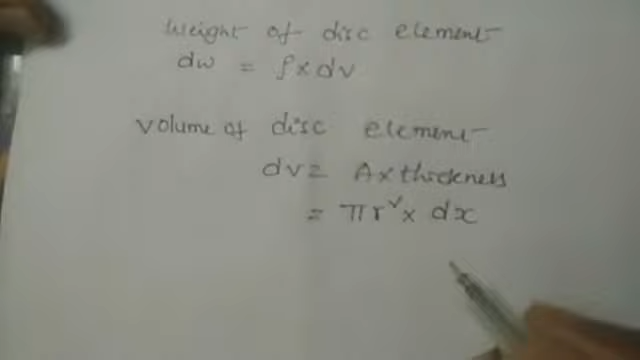 weight of disc element
dw = ρ x dv
volume of disc element
dv = A x thickness
= πr² x dx